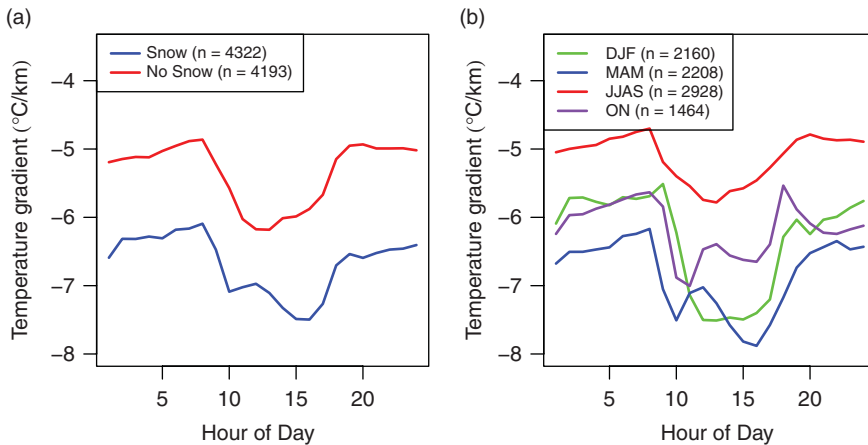 (a)
Snow (n = 4322)
No Snow (n = 4193)
Temperature gradient (°C/km)
−4
−5
−6
−7
−8
5 10 15 20
Hour of Day
(b)
DJF (n = 2160)
MAM (n = 2208)
JJAS (n = 2928)
ON (n = 1464)
Temperature gradient (°C/km)
−4
−5
−6
−7
−8
5 10 15 20
Hour of Day